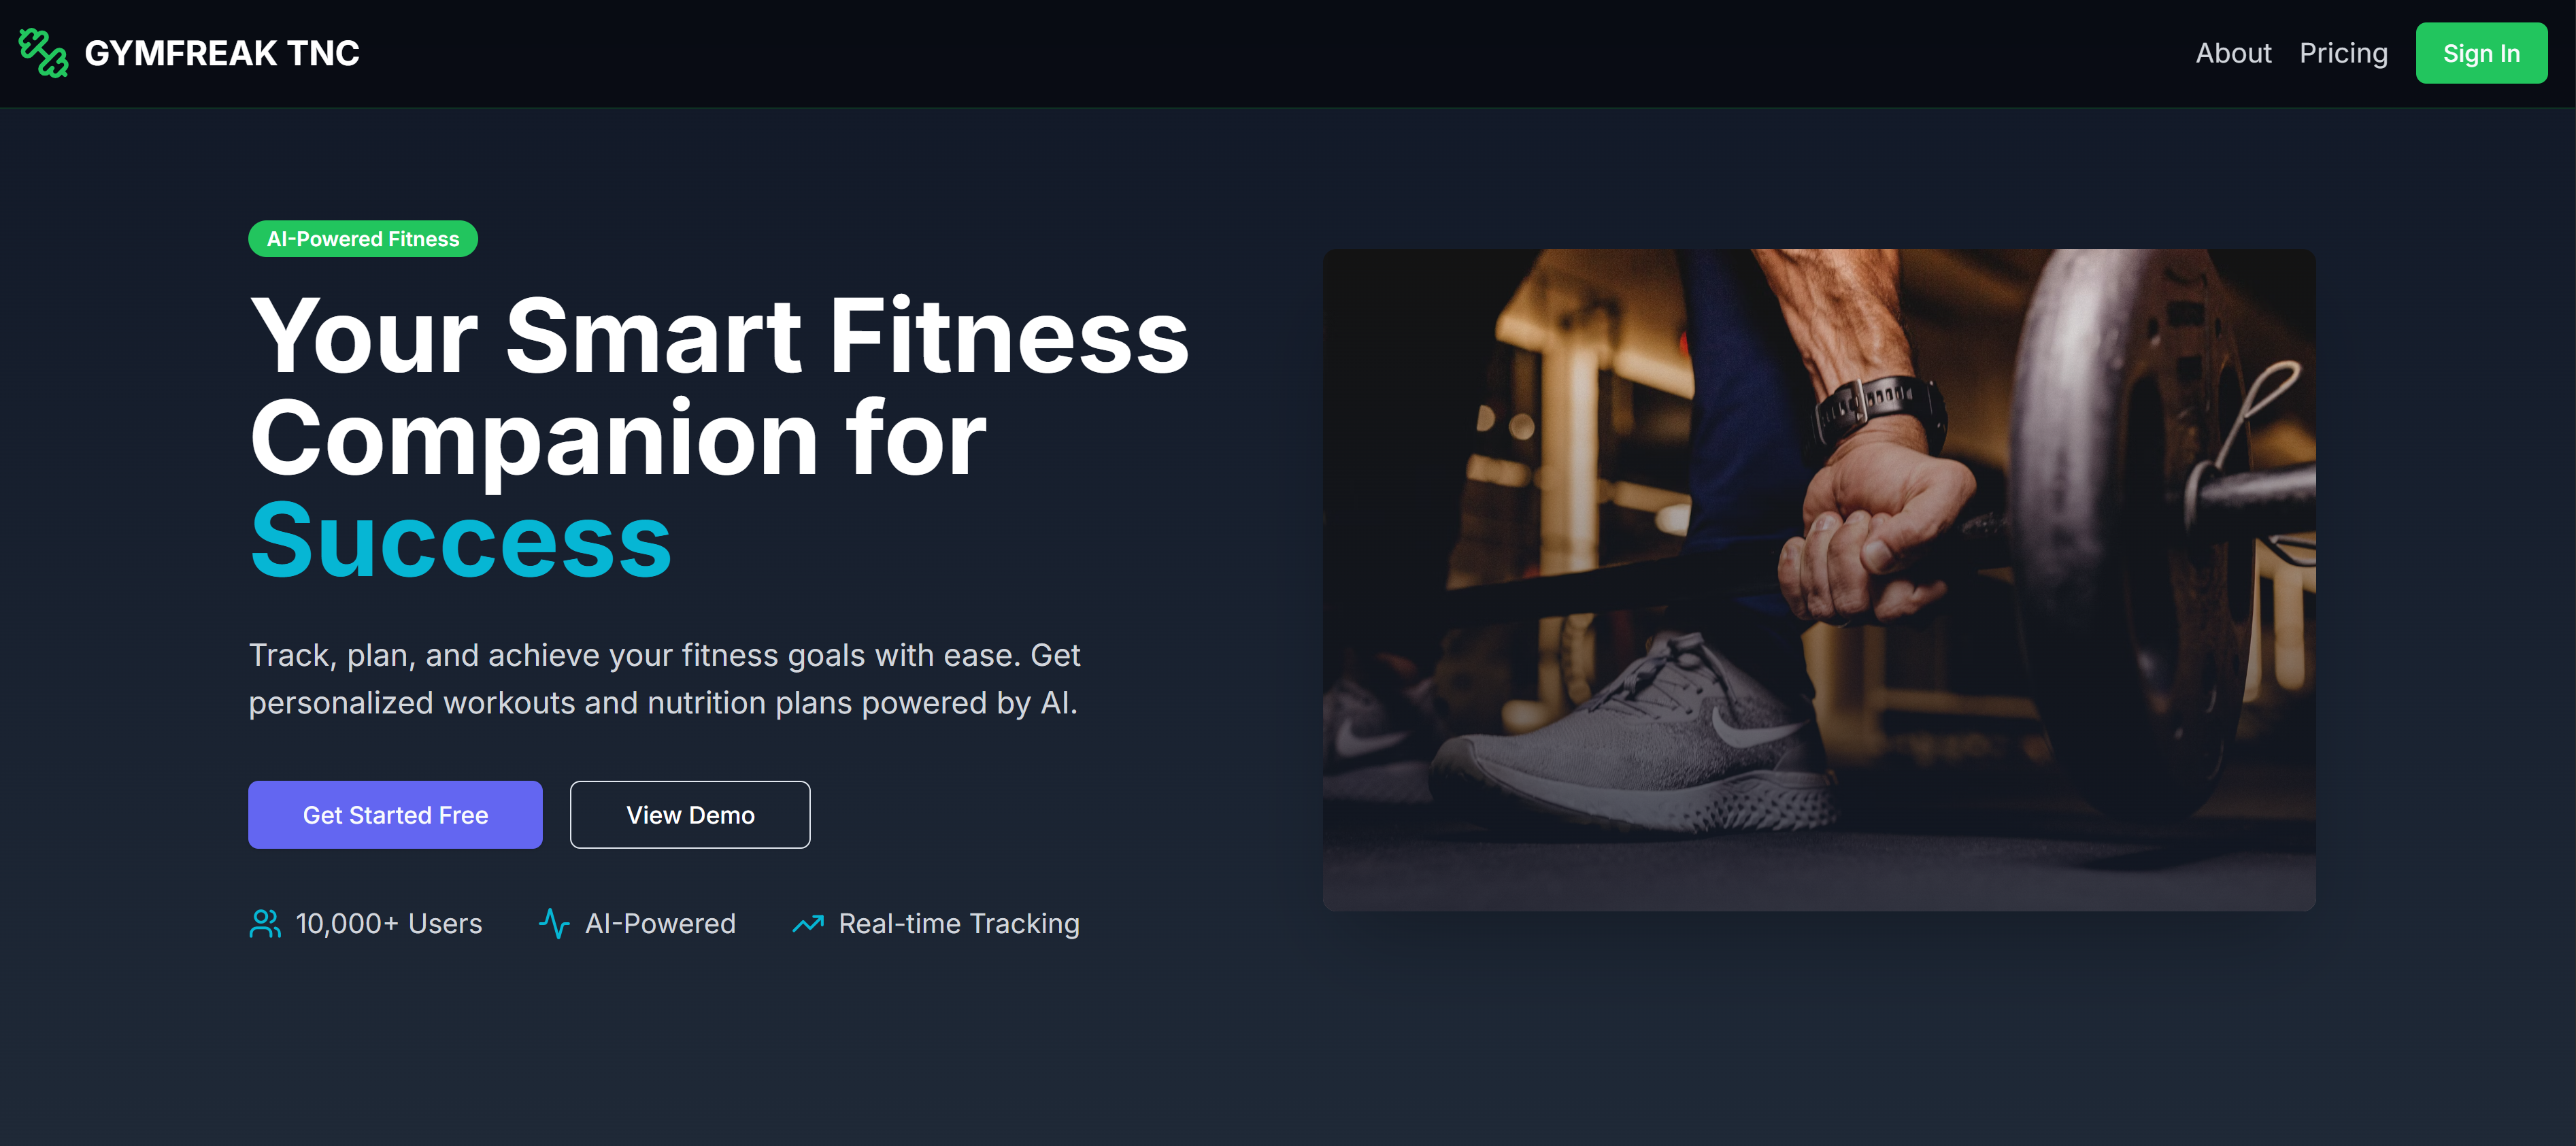 GYMFREAK TNC
About
Pricing
Sign In
AI-Powered Fitness
Your Smart Fitness
Companion for
Success
Track, plan, and achieve your fitness goals with ease. Get
personalized workouts and nutrition plans powered by AI.
Get Started Free
View Demo
10,000+ Users
AI-Powered
Real-time Tracking